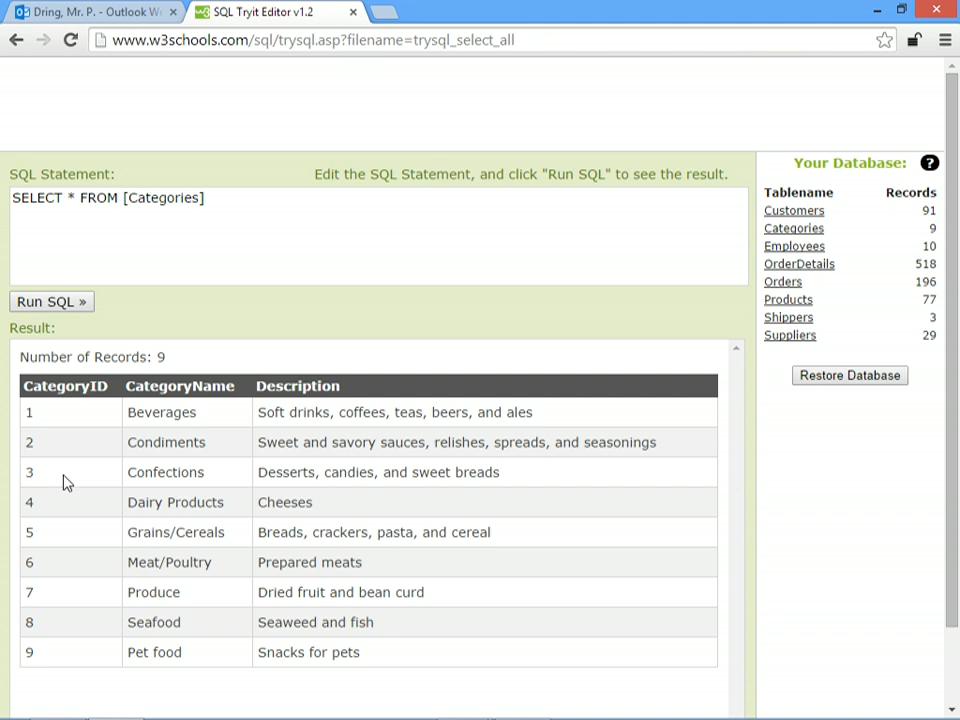 Dring, Mr. P. - Outlook W
SQL Tryit Editor v1.2
www.w3schools.com/sql/trysql.asp?filename=trysql_select_all
SQL Statement:
Edit the SQL Statement, and click "Run SQL" to see the result.
SELECT * FROM [Categories]
Run SQL »
Result:
Number of Records: 9
CategoryID CategoryName Description
1 Beverages Soft drinks, coffees, teas, beers, and ales
2 Condiments Sweet and savory sauces, relishes, spreads, and seasonings
3 Confections Desserts, candies, and sweet breads
4 Dairy Products Cheeses
5 Grains/Cereals Breads, crackers, pasta, and cereal
6 Meat/Poultry Prepared meats
7 Produce Dried fruit and bean curd
8 Seafood Seaweed and fish
9 Pet food Snacks for pets
Your Database: ?
Tablename Records
Customers 91
Categories 9
Employees 10
OrderDetails 518
Orders 196
Products 77
Shippers 3
Suppliers 29
Restore Database